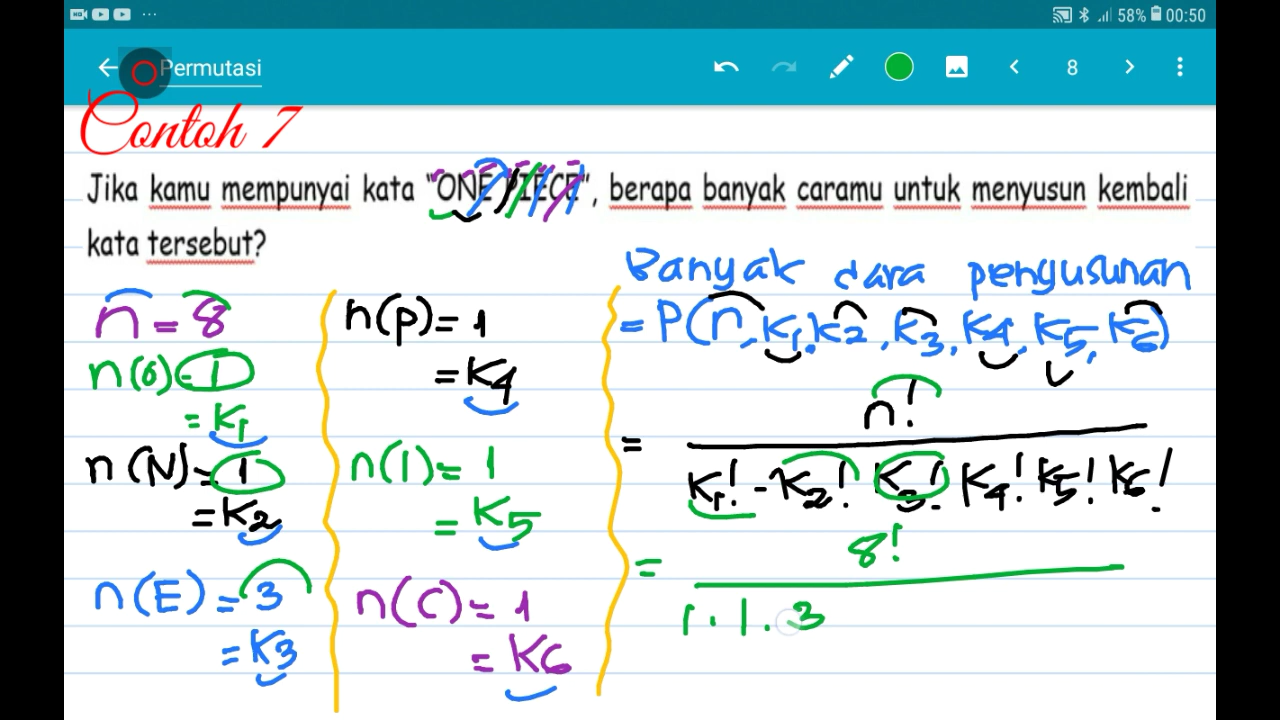 58% 00:50
Permutasi
8
Contoh 7
Jika kamu mempunyai kata "ONE PIECE", berapa banyak caramu untuk menyusun kembali
kata tersebut?
n = 8
n(O) = 1
= K1
n(N) = 1
= K2
n(E) = 3
= K3
n(P) = 1
= K4
n(I) = 1
= K5
n(C) = 1
= K6
Banyak cara penyusunan
= P(n, K1, K2, K3, K4, K5, K6)
= n!
K1! - K2! K3! K4! K5! K6!
= 8!
1 . 1 . 3